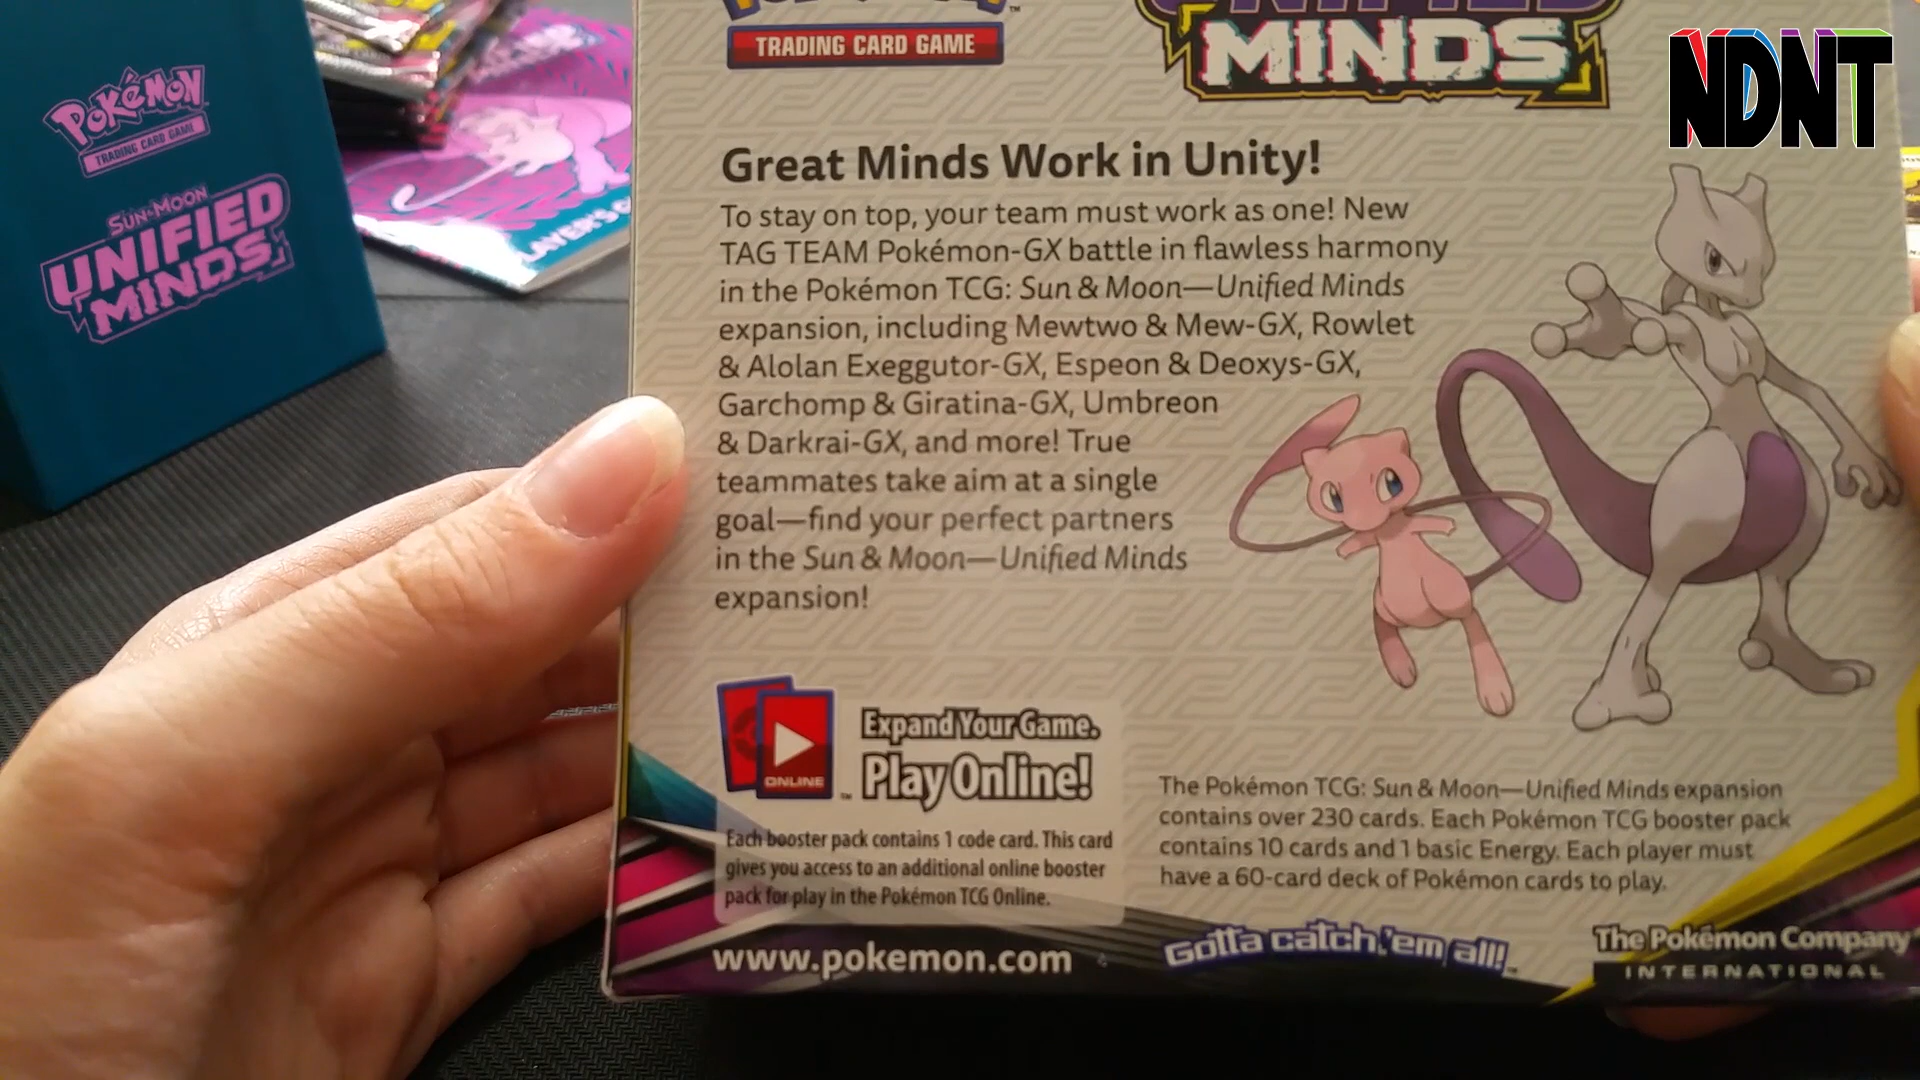 Pokémon
TRADING CARD GAME
SUN & MOON
UNIFIED
MINDS
TRADING CARD GAME
UNIFIED
MINDS
NDNT
Great Minds Work in Unity!
To stay on top, your team must work as one! New
TAG TEAM Pokémon-GX battle in flawless harmony
in the Pokémon TCG: Sun & Moon—Unified Minds
expansion, including Mewtwo & Mew-GX, Rowlet
& Alolan Exeggutor-GX, Espeon & Deoxys-GX,
Garchomp & Giratina-GX, Umbreon
& Darkrai-GX, and more! True
teammates take aim at a single
goal—find your perfect partners
in the Sun & Moon—Unified Minds
expansion!
ONLINE
Expand Your Game.
Play Online!
Each booster pack contains 1 code card. This card
gives you access to an additional online booster
pack for play in the Pokémon TCG Online.
The Pokémon TCG: Sun & Moon—Unified Minds expansion
contains over 230 cards. Each Pokémon TCG booster pack
contains 10 cards and 1 basic Energy. Each player must
have a 60-card deck of Pokémon cards to play.
www.pokemon.com
Gotta catch 'em all!
The Pokémon Company
INTERNATIONAL